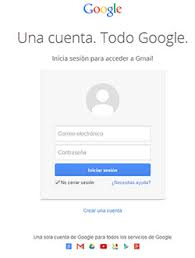 Google
Una cuenta. Todo Google.
Inicia sesión para acceder a Gmail
Correo electrónico
Contraseña
Iniciar sesión
No cerrar sesión ¿Necesitas ayuda?
Crear una cuenta
Una sola cuenta de Google para todos los servicios de Google